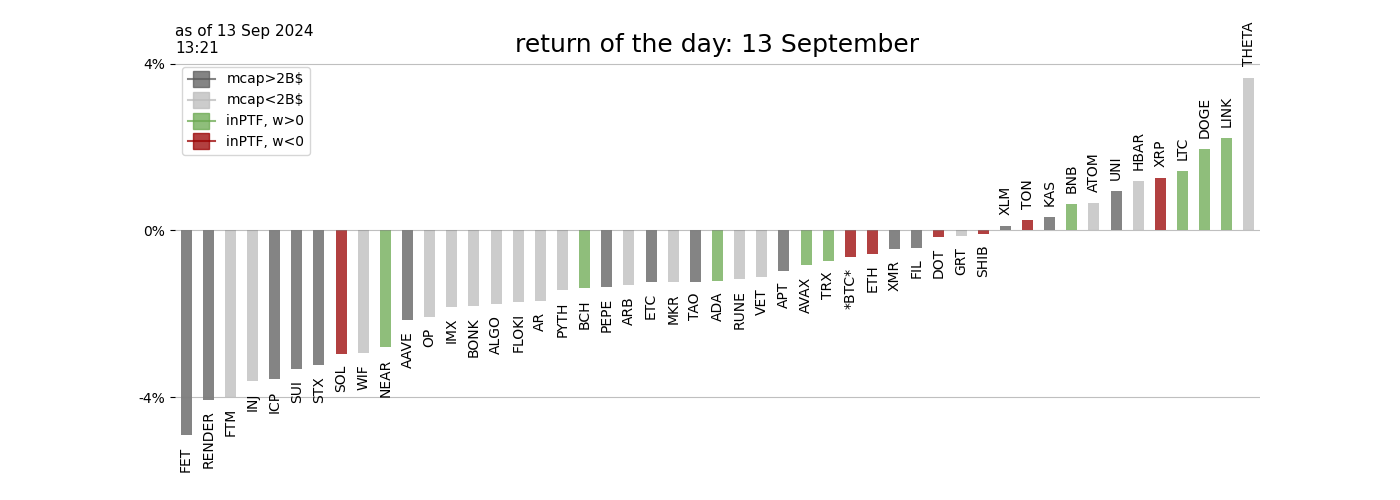 as of 13 Sep 2024
13:21
return of the day: 13 September
THETA
4%
mcap>2B$
mcap<2B$
inPTF, w>0
inPTF, w<0
0%
-4%
FET
RENDER
FTM
INJ
ICP
SUI
STX
SOL
WIF
NEAR
AAVE
OP
IMX
BONK
ALGO
FLOKI
AR
PYTH
BCH
PEPE
ARB
ETC
MKR
TAO
ADA
RUNE
VET
APT
AVAX
TRX
*BTC*
ETH
XMR
FIL
DOT
GRT
SHIB
XLM
TON
KAS
BNB
ATOM
UNI
HBAR
XRP
LTC
DOGE
LINK